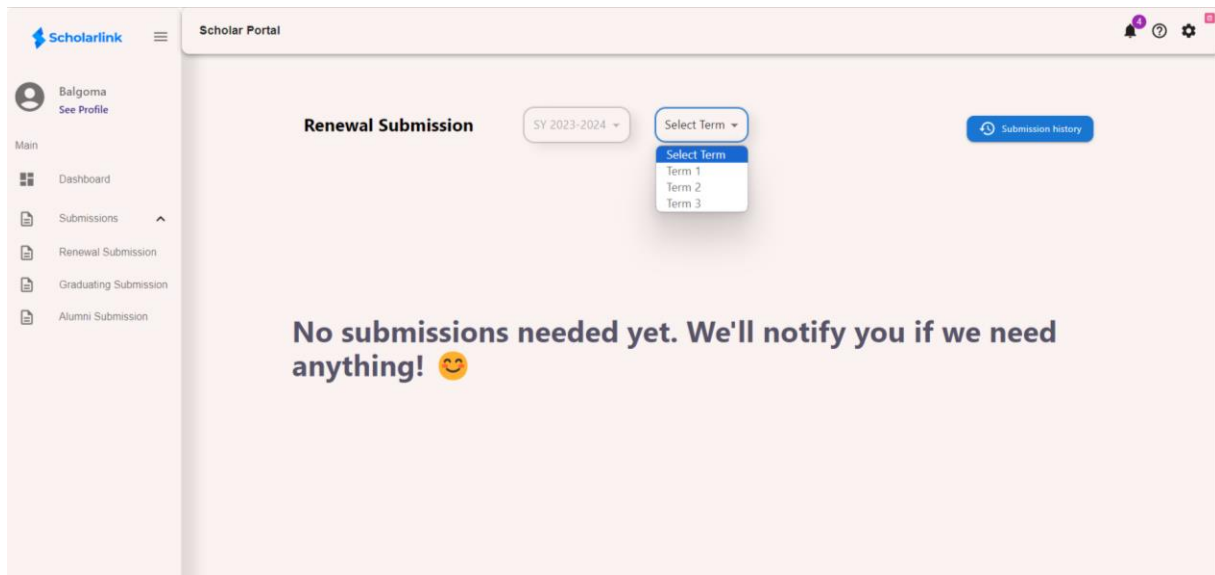 Scholarlink
Scholar Portal
4
Balgoma
See Profile
Main
Dashboard
Submissions
Renewal Submission
Graduating Submission
Alumni Submission
Renewal Submission
SY 2023-2024
Select Term
Select Term
Term 1
Term 2
Term 3
Submission history
No submissions needed yet. We'll notify you if we need
anything! 😊